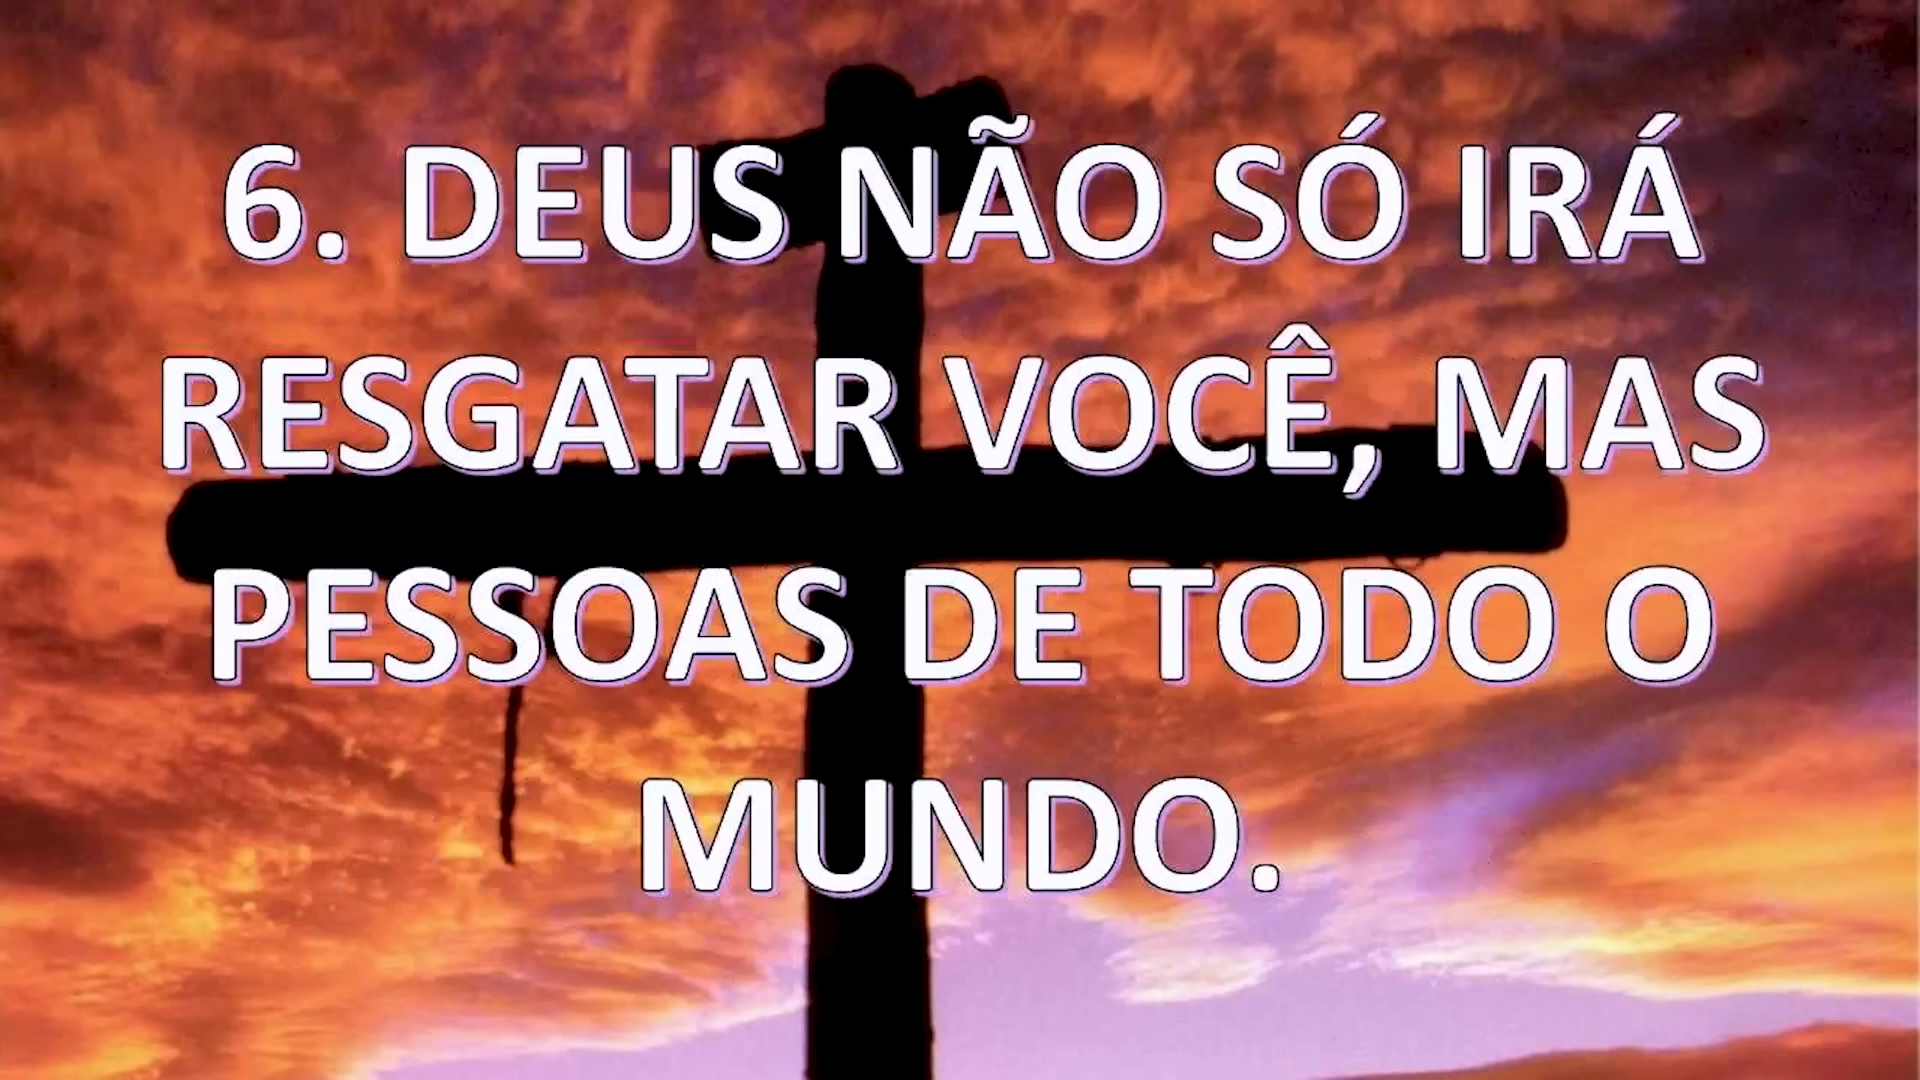 6. DEUS NÃO SÓ IRÁ
RESGATAR VOCÊ, MAS
PESSOAS DE TODO O
MUNDO.